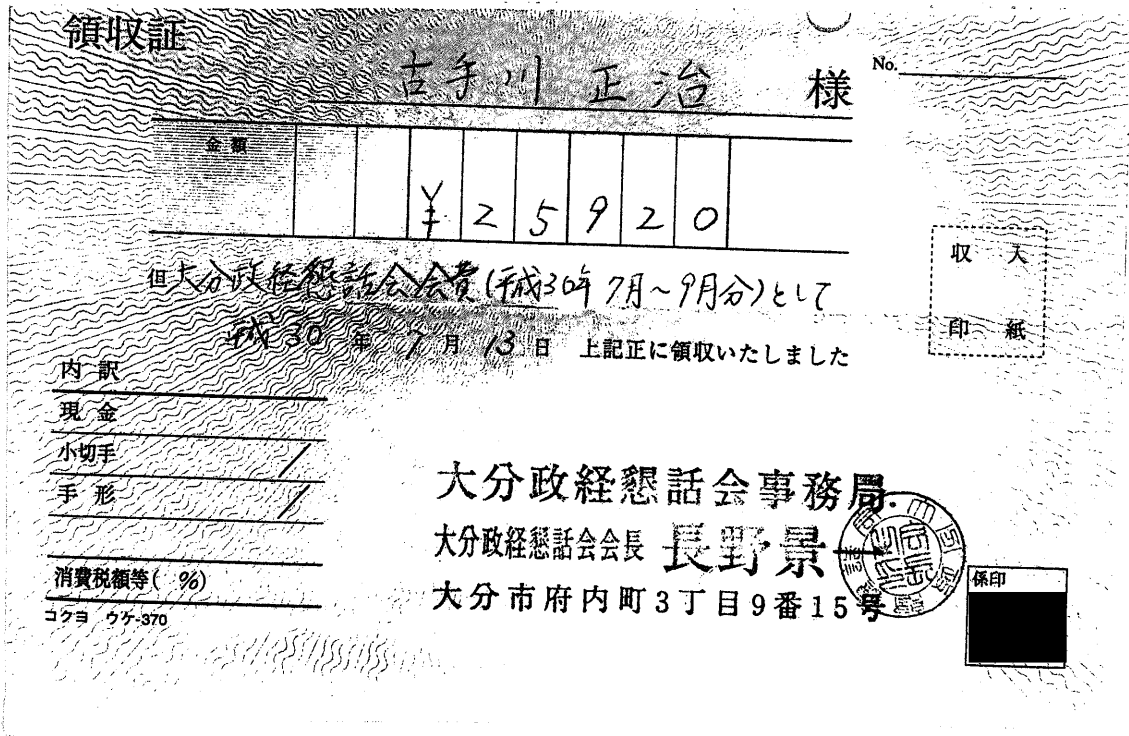 領収証
No.
古手川 正治 様
金額 ¥25920
但 大分政経懇話会会費(平成30年7月~9月分)として
平成30年7月13日 上記正に領収いたしました
収入
印紙
内訳
現金
小切手
手形
消費税額等( %)
コクヨ ウケ-370
大分政経懇話会事務局
大分政経懇話会会長 長野景一
大分市府内町3丁目9番15号
係印